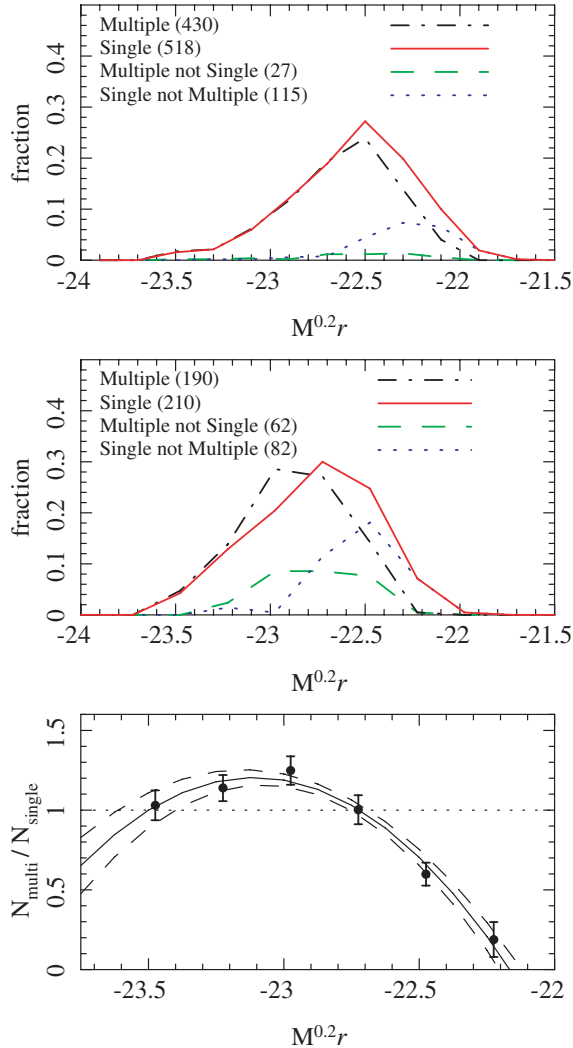 Multiple (430)
Single (518)
Multiple not Single (27)
Single not Multiple (115)
fraction
0 0.1 0.2 0.3 0.4
-24 -23.5 -23 -22.5 -22 -21.5
M^0.2r
Multiple (190)
Single (210)
Multiple not Single (62)
Single not Multiple (82)
fraction
0 0.1 0.2 0.3 0.4
-24 -23.5 -23 -22.5 -22 -21.5
M^0.2r
N_multi / N_single
0 0.5 1 1.5
-23.5 -23 -22.5 -22
M^0.2r